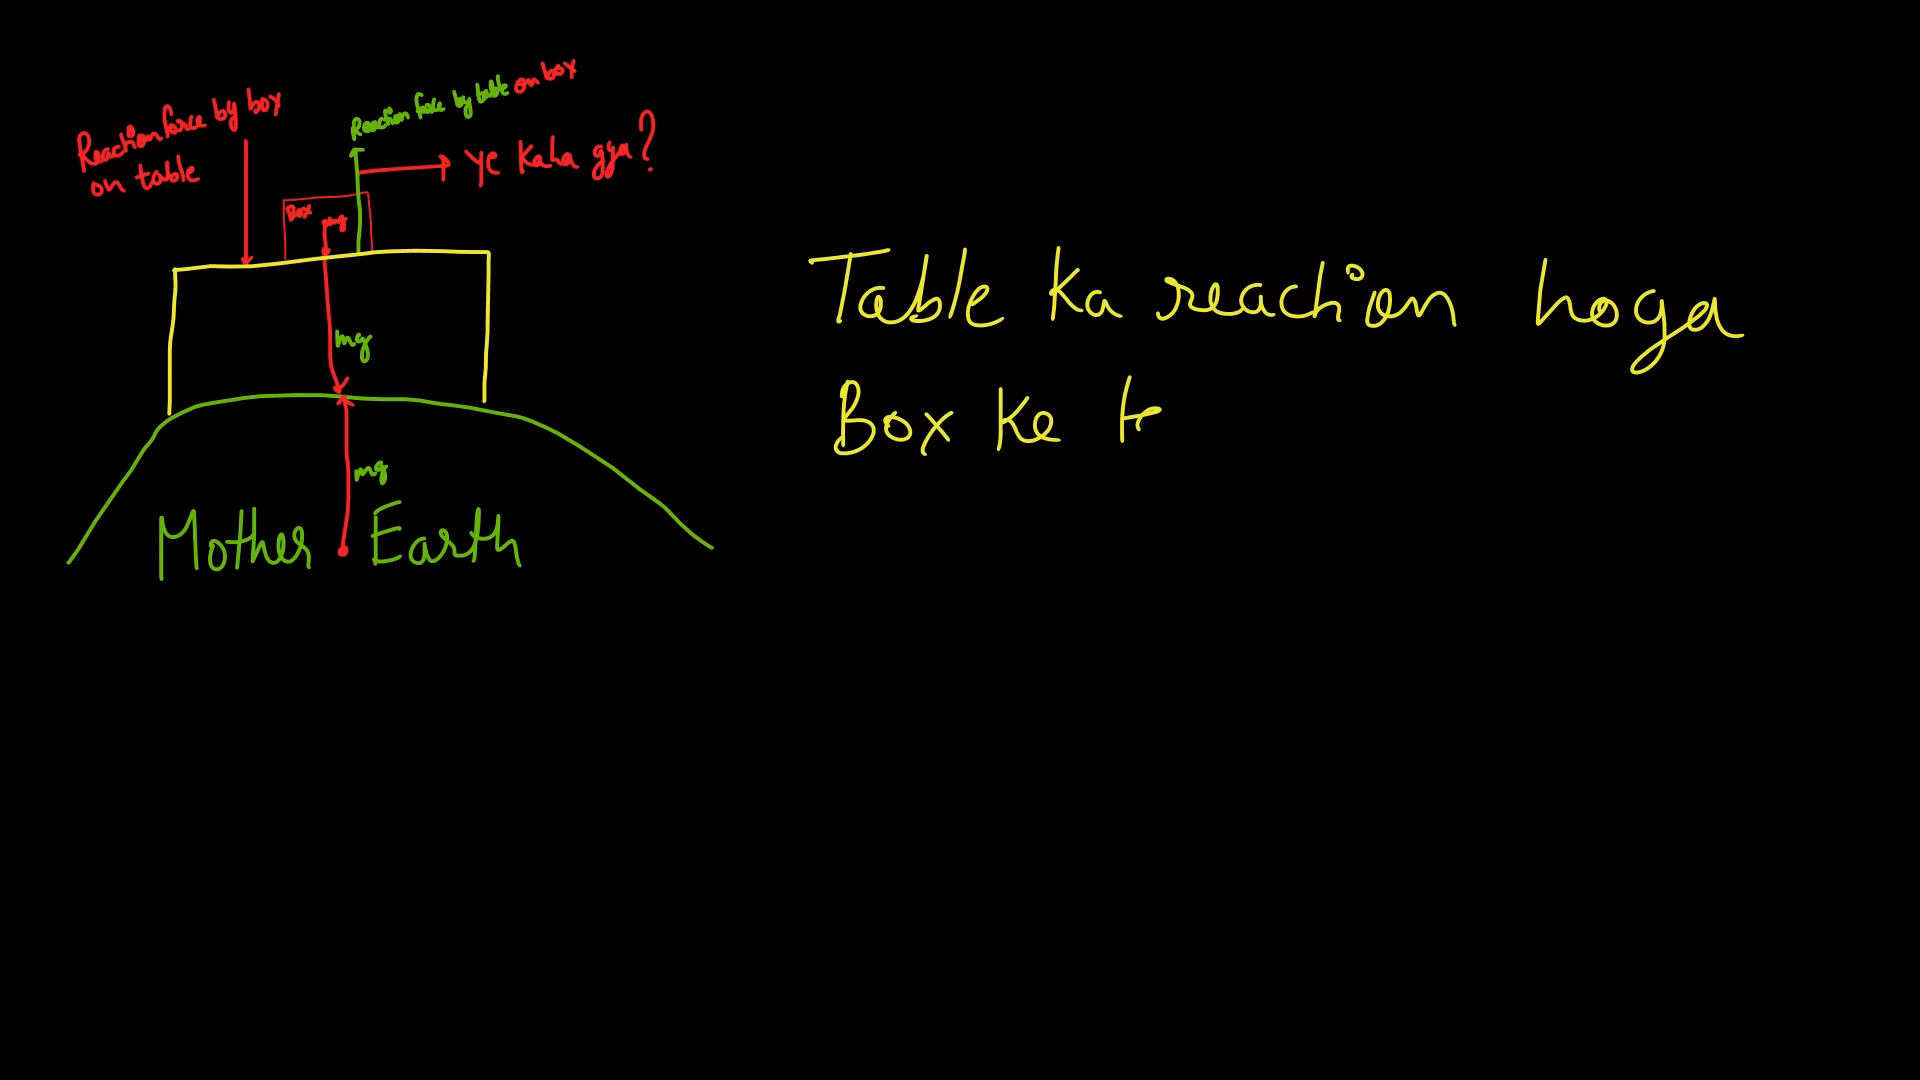 Reaction force by table on box
Reaction force by box
on table
ye kaha gya?
Box
mg
mg
mg
Mother Earth
Table ka reaction hoga
Box ke t